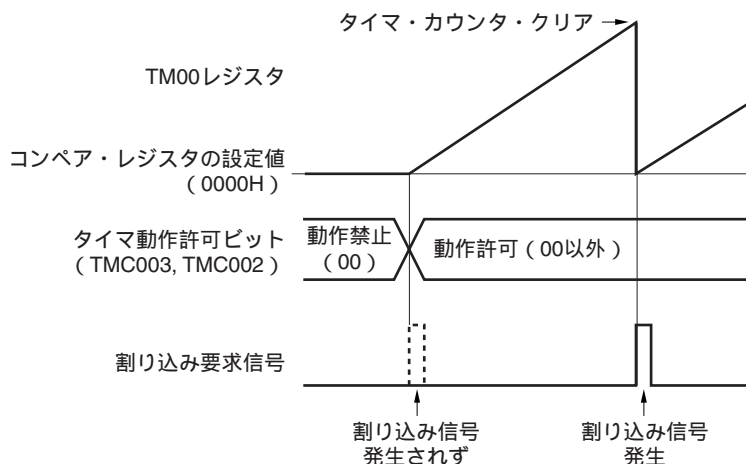 タイマ・カウンタ・クリア
TM00レジスタ
コンペア・レジスタの設定値
（0000H）
タイマ動作許可ビット
（TMC003, TMC002）
動作禁止
（00）
動作許可（00以外）
割り込み要求信号
割り込み信号
発生されず
割り込み信号
発生